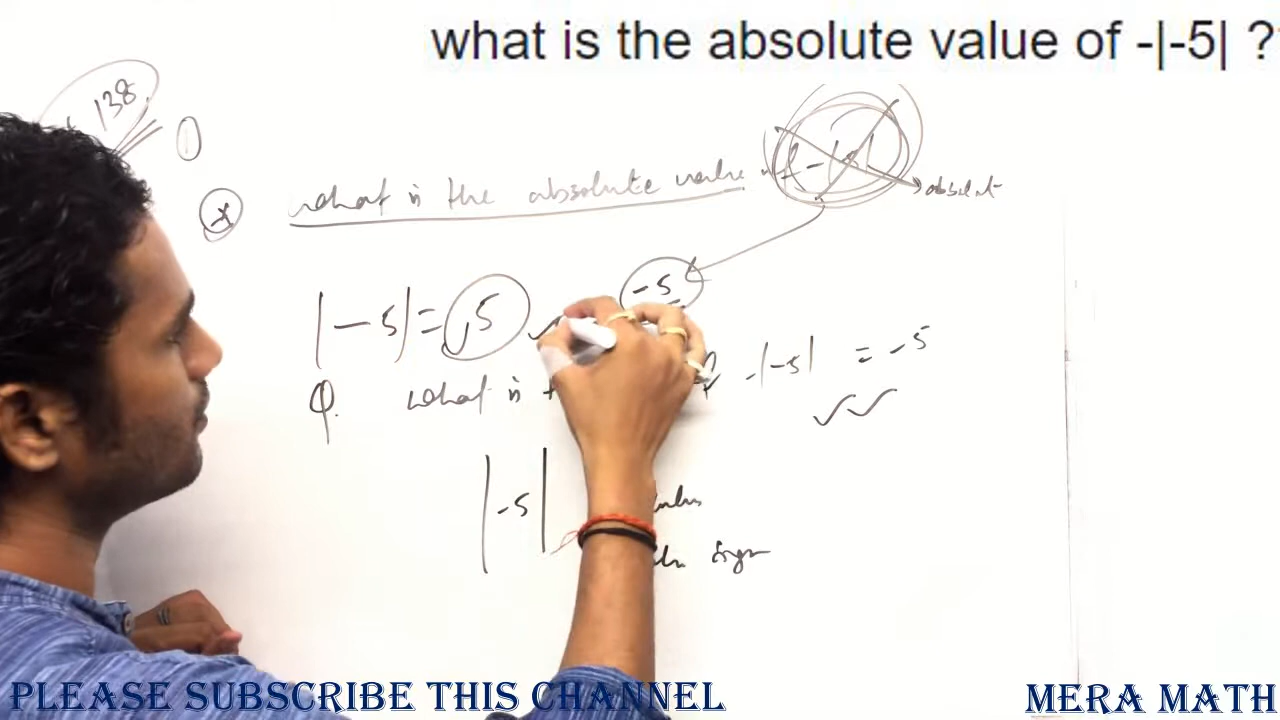 what is the absolute value of -|-5| ?
138
what is the absolute value
|-5| = 5
-5
Q. what is -|-5| = -5
|-5|
PLEASE SUBSCRIBE THIS CHANNEL
MERA MATH